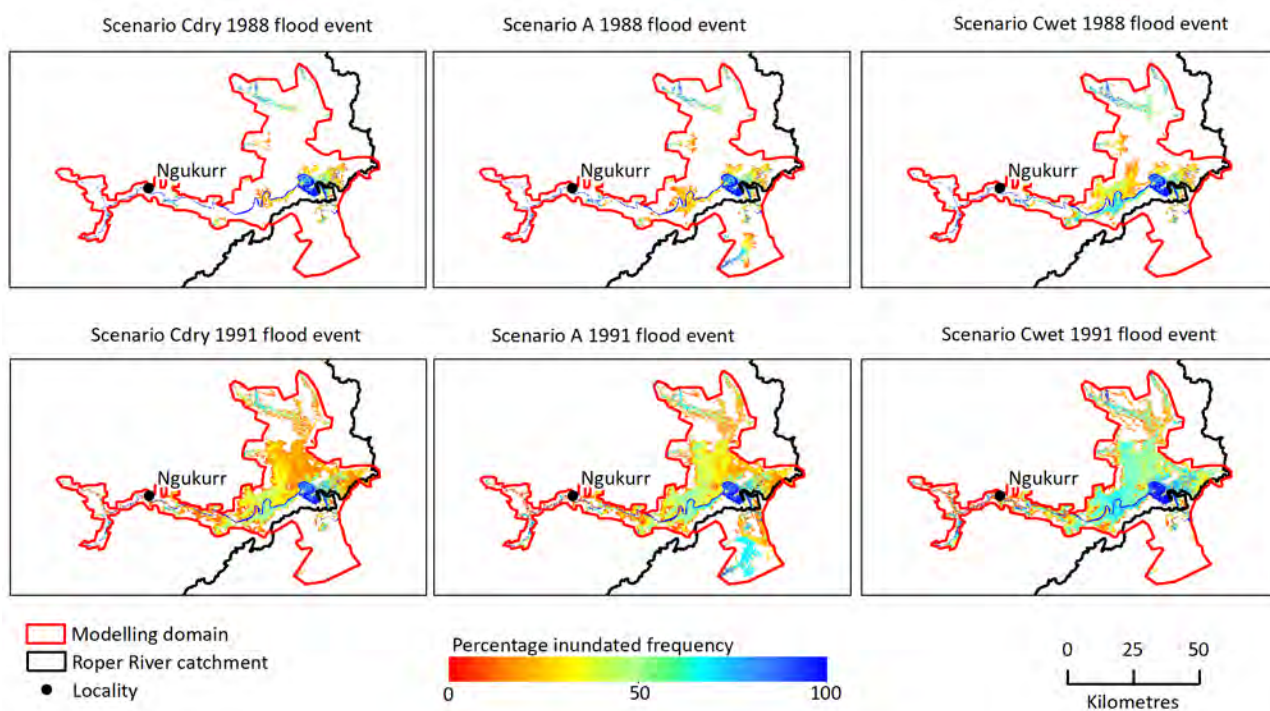 Scenario Cdry 1988 flood event
Scenario A 1988 flood event
Scenario Cwet 1988 flood event
Ngukurr
Ngukurr
Ngukurr
Scenario Cdry 1991 flood event
Scenario A 1991 flood event
Scenario Cwet 1991 flood event
Ngukurr
Ngukurr
Ngukurr
Modelling domain
Roper River catchment
Locality
Percentage inundated frequency
0 50 100
0 25 50
Kilometres